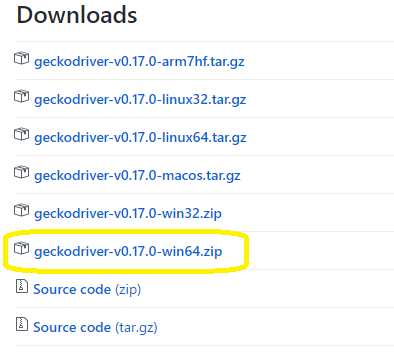 Downloads
geckodriver-v0.17.0-arm7hf.tar.gz
geckodriver-v0.17.0-linux32.tar.gz
geckodriver-v0.17.0-linux64.tar.gz
geckodriver-v0.17.0-macos.tar.gz
geckodriver-v0.17.0-win32.zip
geckodriver-v0.17.0-win64.zip
Source code (zip)
Source code (tar.gz)